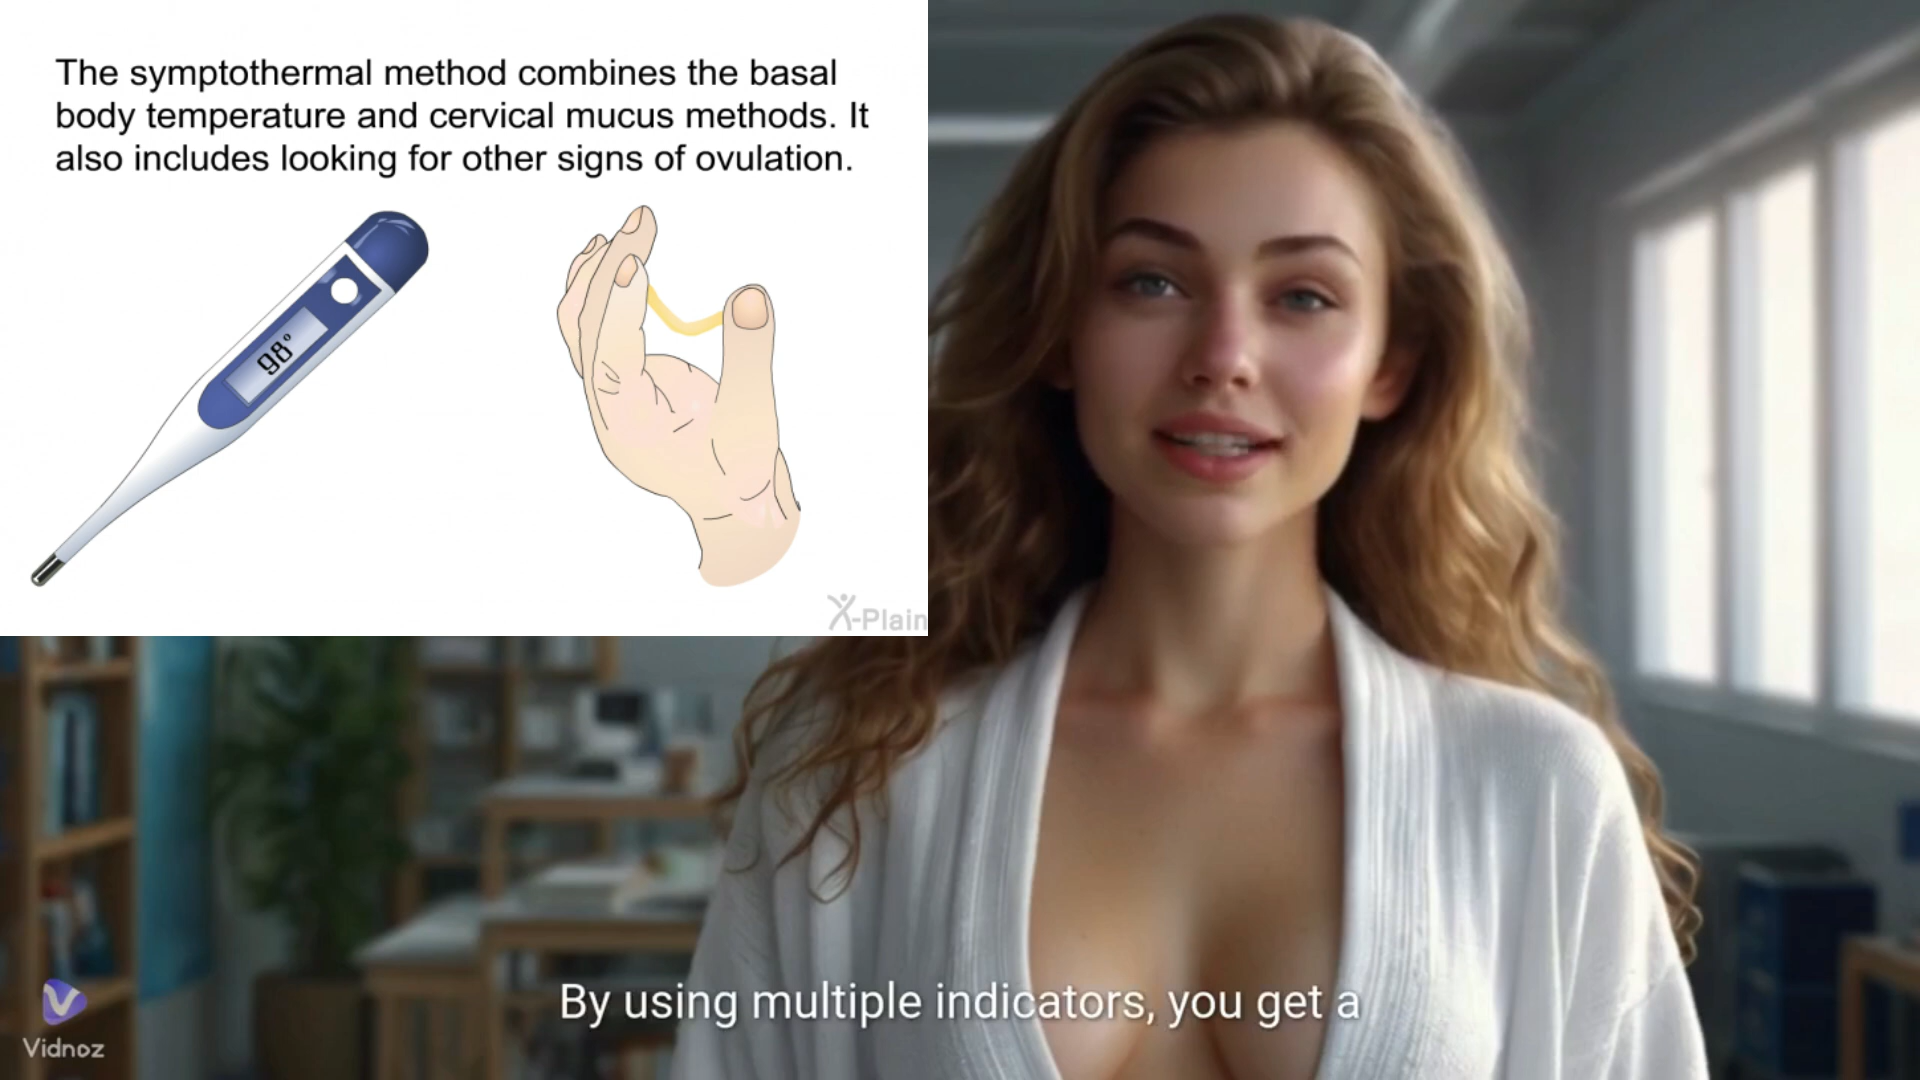 The symptothermal method combines the basal
body temperature and cervical mucus methods. It
also includes looking for other signs of ovulation.
98°
X-Plain
By using multiple indicators, you get a
Vidnoz